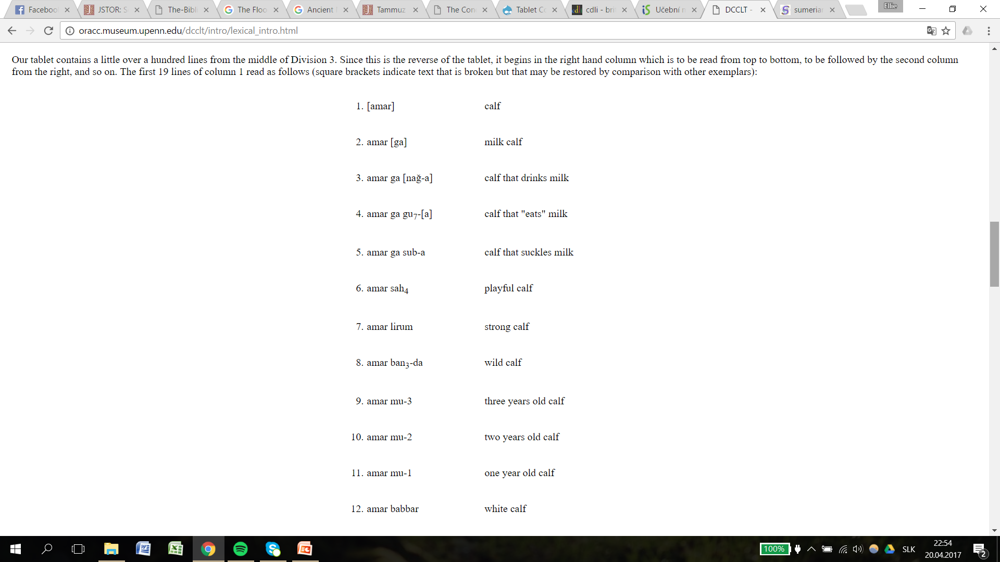 Faceboo
JSTOR: S
The-Bibl
The Floo
Ancient
Tammuz
The Con
Tablet C
cdli - bri
Učební
DCCLT -
sumeria
Ellie
oracc.museum.upenn.edu/dcclt/intro/lexical_intro.html
Our tablet contains a little over a hundred lines from the middle of Division 3. Since this is the reverse of the tablet, it begins in the right hand column which is to be read from top to bottom, to be followed by the second column
from the right, and so on. The first 19 lines of column 1 read as follows (square brackets indicate text that is broken but that may be restored by comparison with other exemplars):
1. [amar] calf
2. amar [ga] milk calf
3. amar ga [nağ-a] calf that drinks milk
4. amar ga gu₇-[a] calf that "eats" milk
5. amar ga sub-a calf that suckles milk
6. amar sah₄ playful calf
7. amar lirum strong calf
8. amar ban₃-da wild calf
9. amar mu-3 three years old calf
10. amar mu-2 two years old calf
11. amar mu-1 one year old calf
12. amar babbar white calf
100%
SLK
22:54
20.04.2017
2